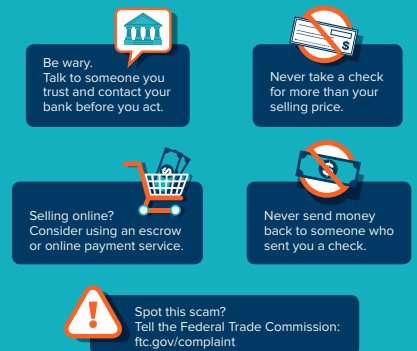 Be wary.
Talk to someone you
trust and contact your
bank before you act.
$
Never take a check
for more than your
selling price.
$
Selling online?
Consider using an escrow
or online payment service.
$
Never send money
back to someone who
sent you a check.
!
Spot this scam?
Tell the Federal Trade Commission:
ftc.gov/complaint